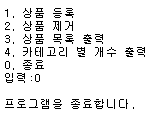 1. 상품 등록
2. 상품 제거
3. 상품 목록 출력
4. 카테고리 별 개수 출력
0. 종료
입력 :0
프로그램을 종료합니다.